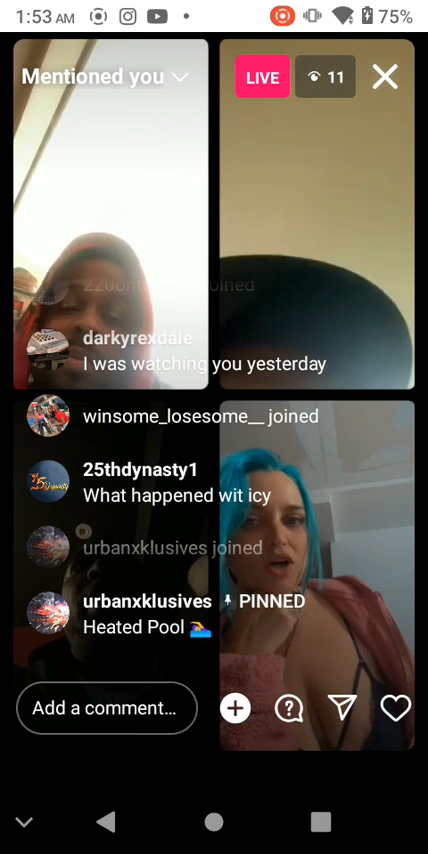 1:53 AM
75%
Mentioned you
LIVE
11
joined
darkyrexdale
I was watching you yesterday
winsome_losesome__ joined
25thdynasty1
What happened wit icy
urbanxklusives joined
urbanxklusives PINNED
Heated Pool 🏊‍♀️
Add a comment...